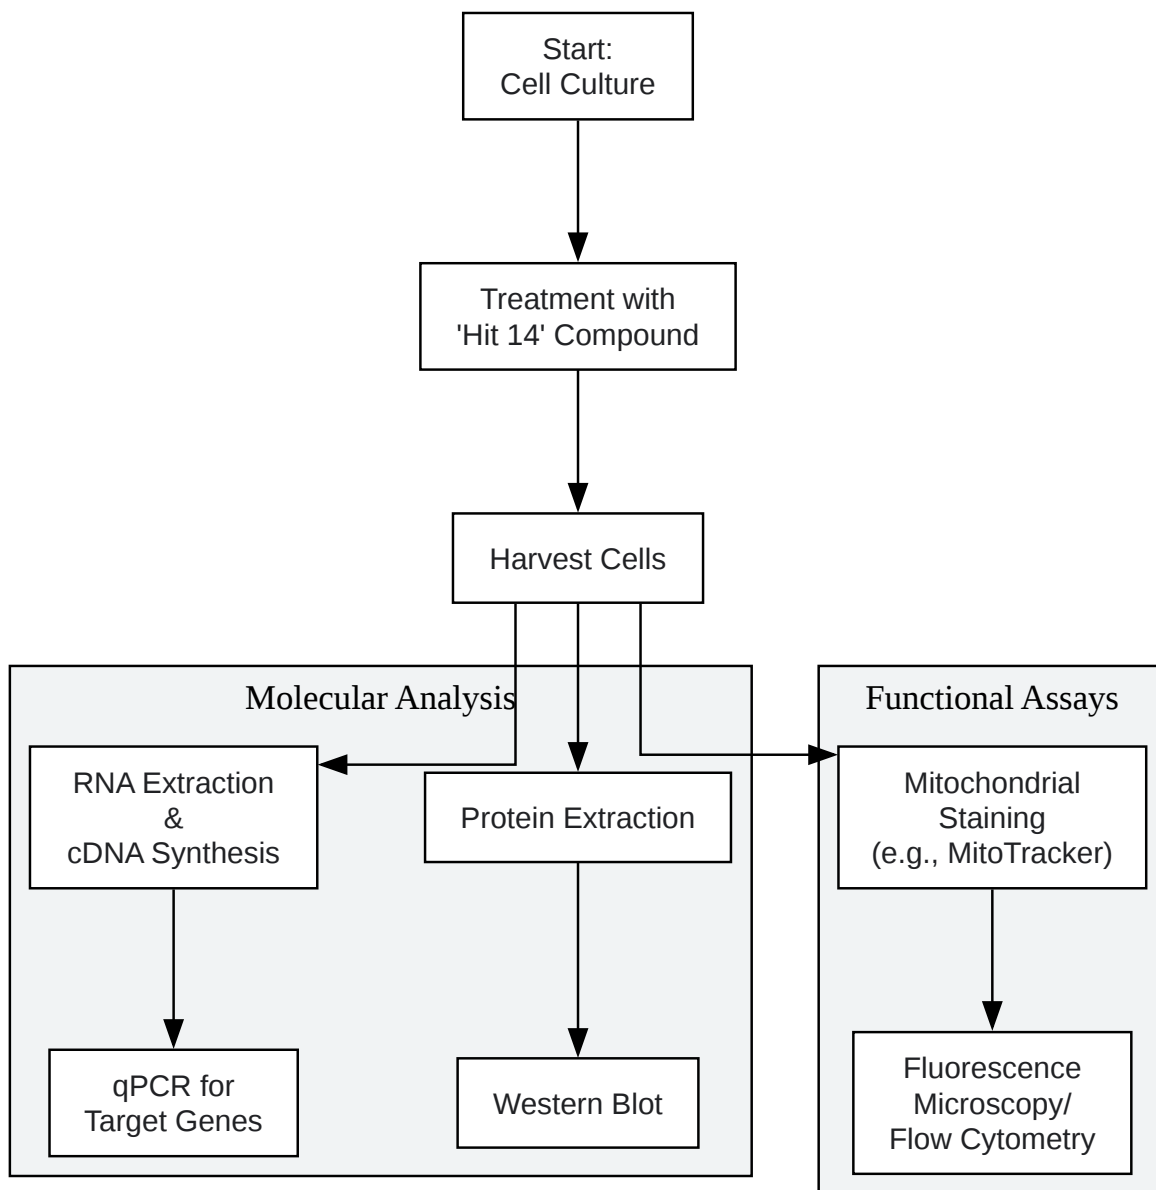 Start:
Cell Culture
Treatment with
'Hit 14' Compound
Harvest Cells
Molecular Analysis
RNA Extraction
&
cDNA Synthesis
Protein Extraction
qPCR for
Target Genes
Western Blot
Functional Assays
Mitochondrial
Staining
(e.g., MitoTracker)
Fluorescence
Microscopy/
Flow Cytometry